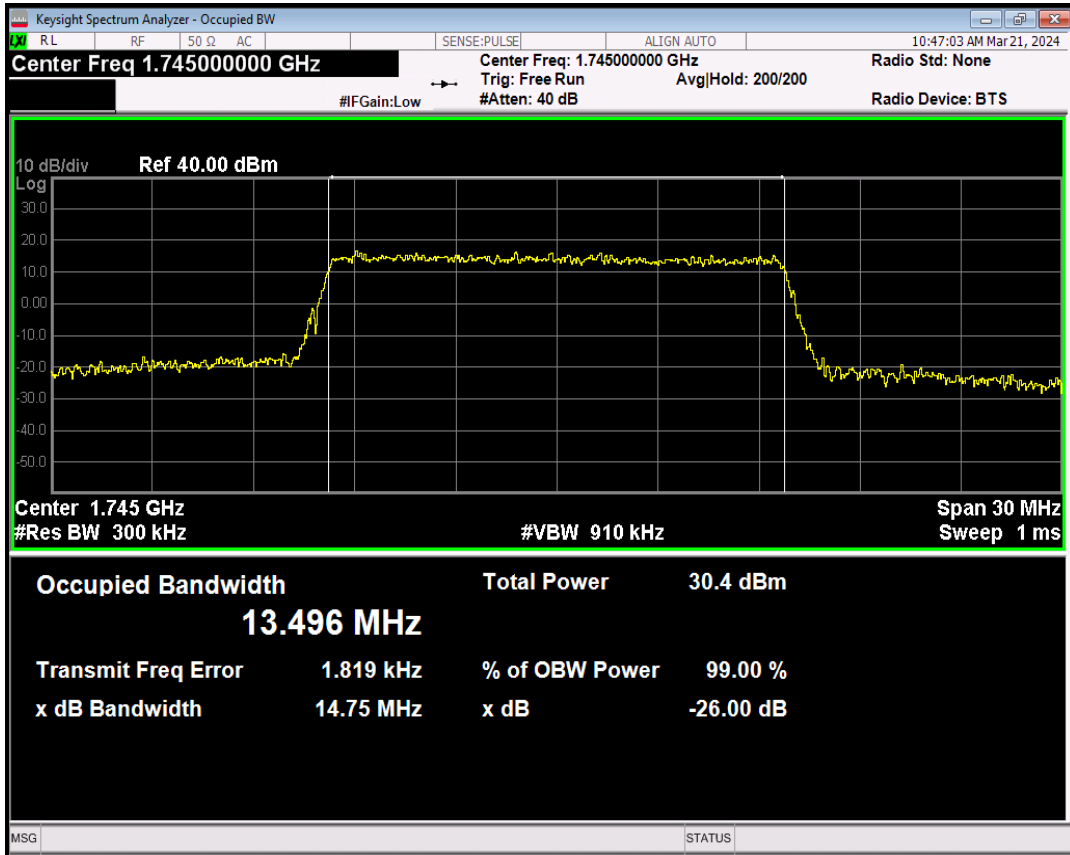 Keysight Spectrum Analyzer - Occupied BW
LXI RL RF 50 Ω AC SENSE:PULSE ALIGN AUTO 10:47:03 AM Mar 21, 2024
Center Freq 1.745000000 GHz Center Freq: 1.745000000 GHz Radio Std: None
Trig: Free Run Avg|Hold: 200/200
#IFGain:Low #Atten: 40 dB Radio Device: BTS
10 dB/div Ref 40.00 dBm
Log
30.0
20.0
10.0
0.00
-10.0
-20.0
-30.0
-40.0
-50.0
Center 1.745 GHz Span 30 MHz
#Res BW 300 kHz #VBW 910 kHz Sweep 1 ms
Occupied Bandwidth Total Power 30.4 dBm
13.496 MHz
Transmit Freq Error 1.819 kHz % of OBW Power 99.00 %
x dB Bandwidth 14.75 MHz x dB -26.00 dB
MSG STATUS